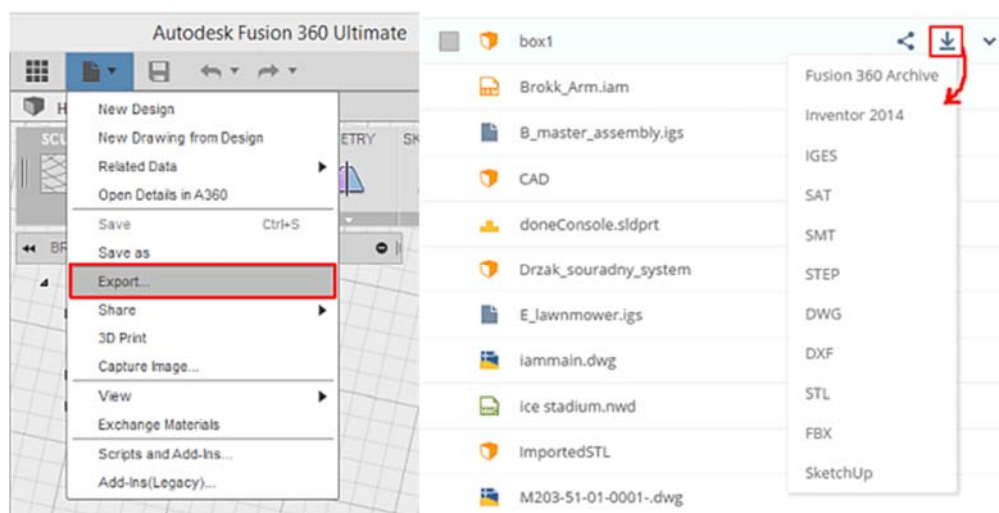 Autodesk Fusion 360 Ultimate
New Design
New Drawing from Design
Related Data
Open Details in A360
Save Ctrl+S
Save as
Export...
Share
3D Print
Capture Image...
View
Exchange Materials
Scripts and Add-Ins...
Add-Ins(Legacy)...
H
SCU
ETRY SK
BR
box1
Brokk_Arm.iam
B_master_assembly.igs
CAD
doneConsole.sldprt
Drzak_souradny_system
E_lawnmower.igs
iammain.dwg
ice stadium.nwd
ImportedSTL
M203-51-01-0001-.dwg
Fusion 360 Archive
Inventor 2014
IGES
SAT
SMT
STEP
DWG
DXF
STL
FBX
SketchUp